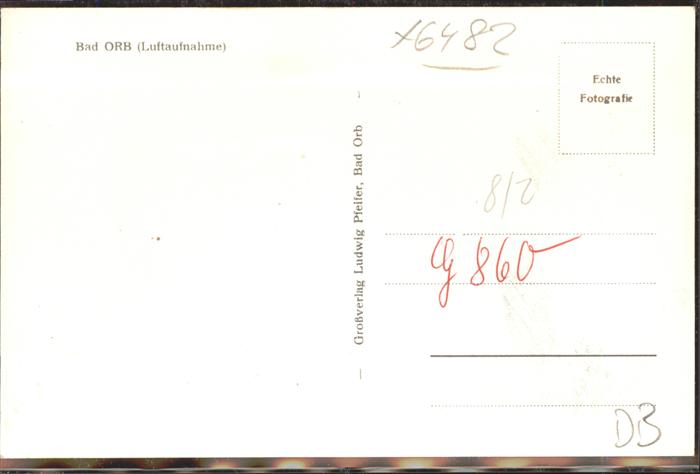 Bad ORB (Luftaufnahme)
x6482
Echte
Fotografie
Großverlag Ludwig Pfeifer, Bad Orb
8/2
G 860
DB